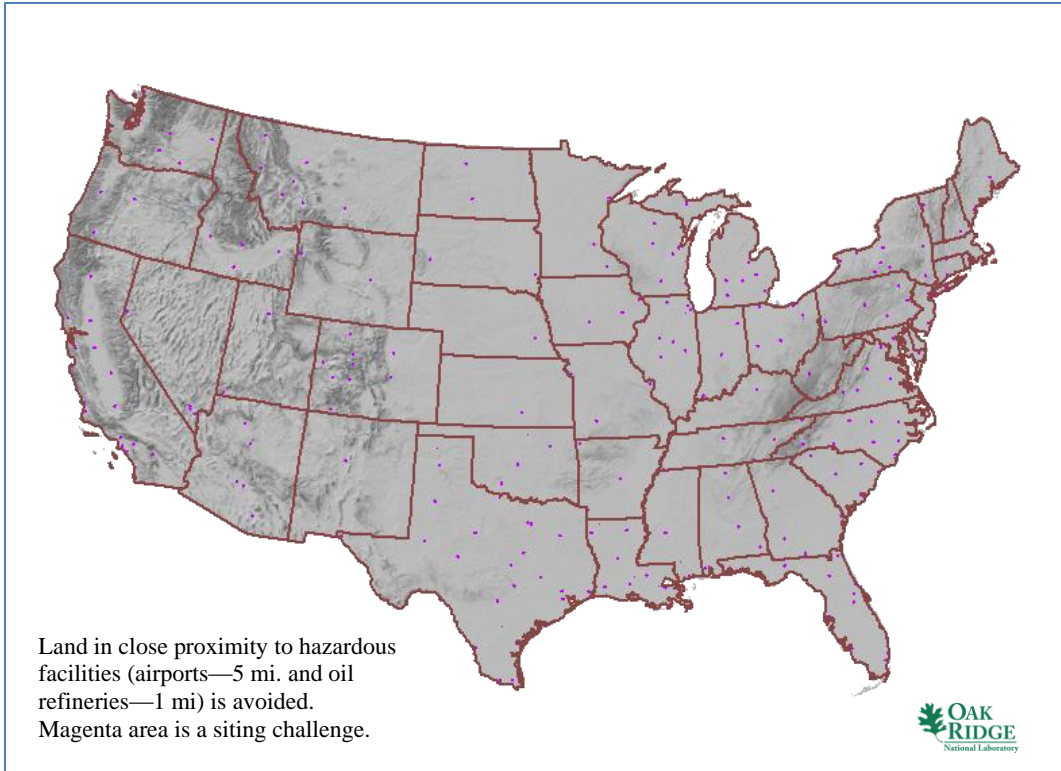 Land in close proximity to hazardous
facilities (airports—5 mi. and oil
refineries—1 mi) is avoided.
Magenta area is a siting challenge.
OAK
RIDGE
National Laboratory